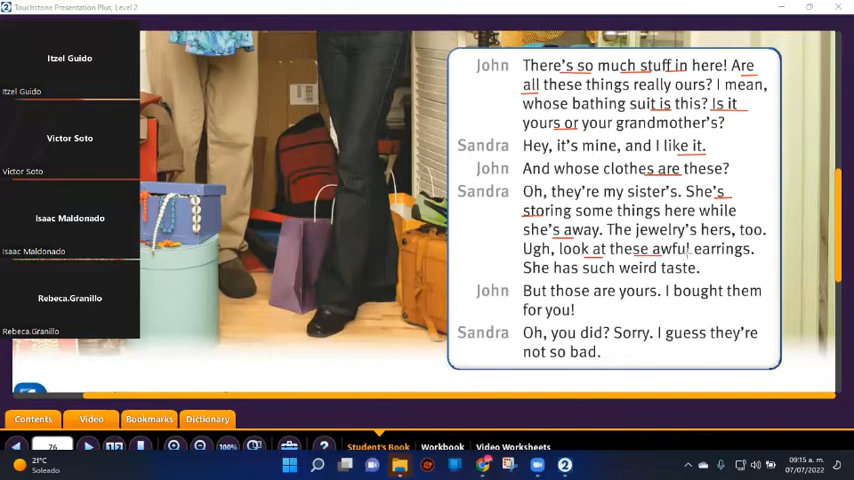 Touchstone Presentation Plus, Level 2
Itzel Guido
Itzel Guido
Victor Soto
Victor Soto
Isaac Maldonado
Isaac Maldonado
Rebeca.Granillo
Rebeca.Granillo
John There's so much stuff in here! Are
all these things really ours? I mean,
whose bathing suit is this? Is it
yours or your grandmother's?
Sandra Hey, it's mine, and I like it.
John And whose clothes are these?
Sandra Oh, they're my sister's. She's
storing some things here while
she's away. The jewelry's hers, too.
Ugh, look at these awful earrings.
She has such weird taste.
John But those are yours. I bought them
for you!
Sandra Oh, you did? Sorry. I guess they're
not so bad.
Contents Video Bookmarks Dictionary
76 100% Student's Book Workbook Video Worksheets
21°C
Soleado
09:15 a. m.
07/07/2022